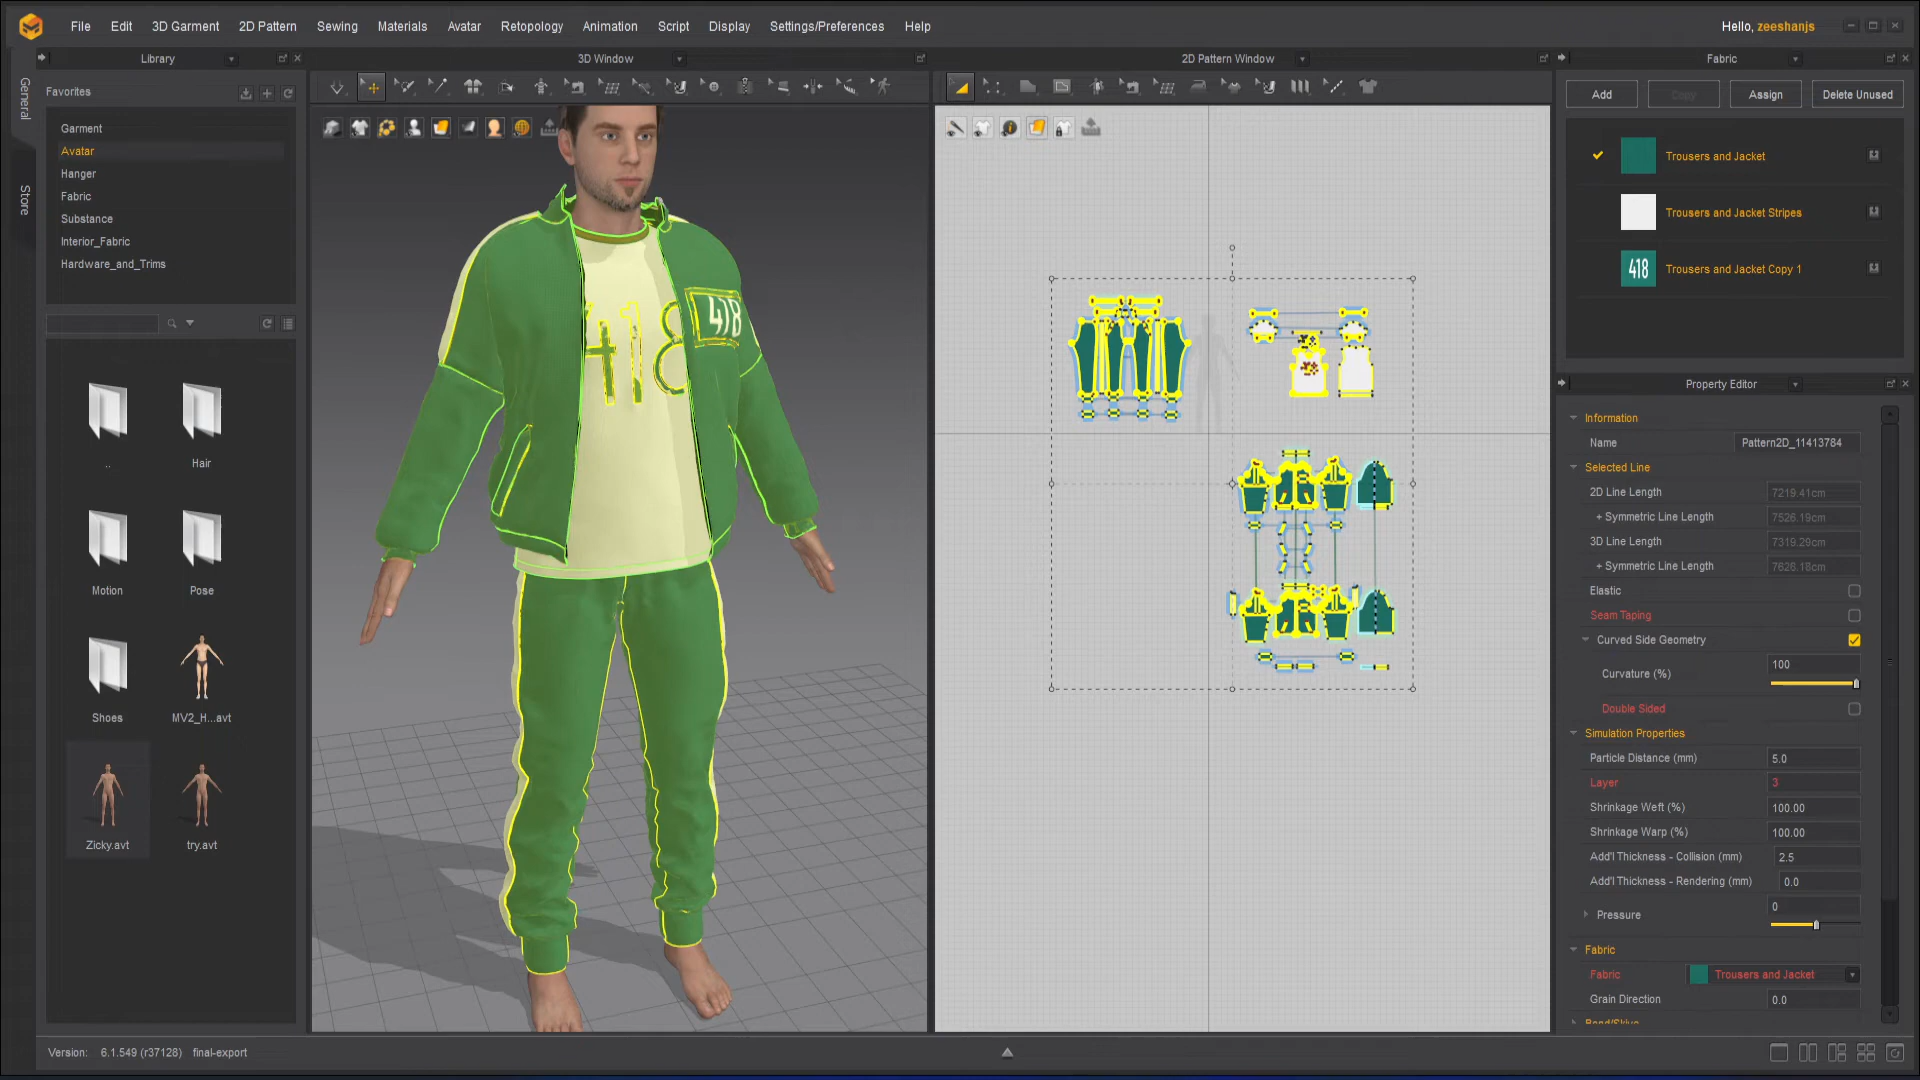 File Edit 3D Garment 2D Pattern Sewing Materials Avatar Retopology Animation Script Display Settings/Preferences Help
Hello, zeeshanjs
Library
3D Window
2D Pattern Window
Fabric
General
Store
Favorites
Garment
Avatar
Hanger
Fabric
Substance
Interior_Fabric
Hardware_and_Trims
..
Hair
Motion
Pose
Shoes
MV2_H...avt
Zicky.avt
try.avt
418
418
Add Copy Assign Delete Unused
Trousers and Jacket
Trousers and Jacket Stripes
418 Trousers and Jacket Copy 1
Property Editor
Information
Name Pattern2D_11413784
Selected Line
2D Line Length 7219.41cm
+ Symmetric Line Length 7526.19cm
3D Line Length 7319.29cm
+ Symmetric Line Length 7626.18cm
Elastic
Seam Taping
Curved Side Geometry
Curvature (%) 100
Double Sided
Simulation Properties
Particle Distance (mm) 5.0
Layer 3
Shrinkage Weft (%) 100.00
Shrinkage Warp (%) 100.00
Add'l Thickness - Collision (mm) 2.5
Add'l Thickness - Rendering (mm) 0.0
Pressure 0
Fabric
Fabric Trousers and Jacket
Grain Direction 0.0
Bond/Skive
Version: 6.1.549 (r37128) final-export